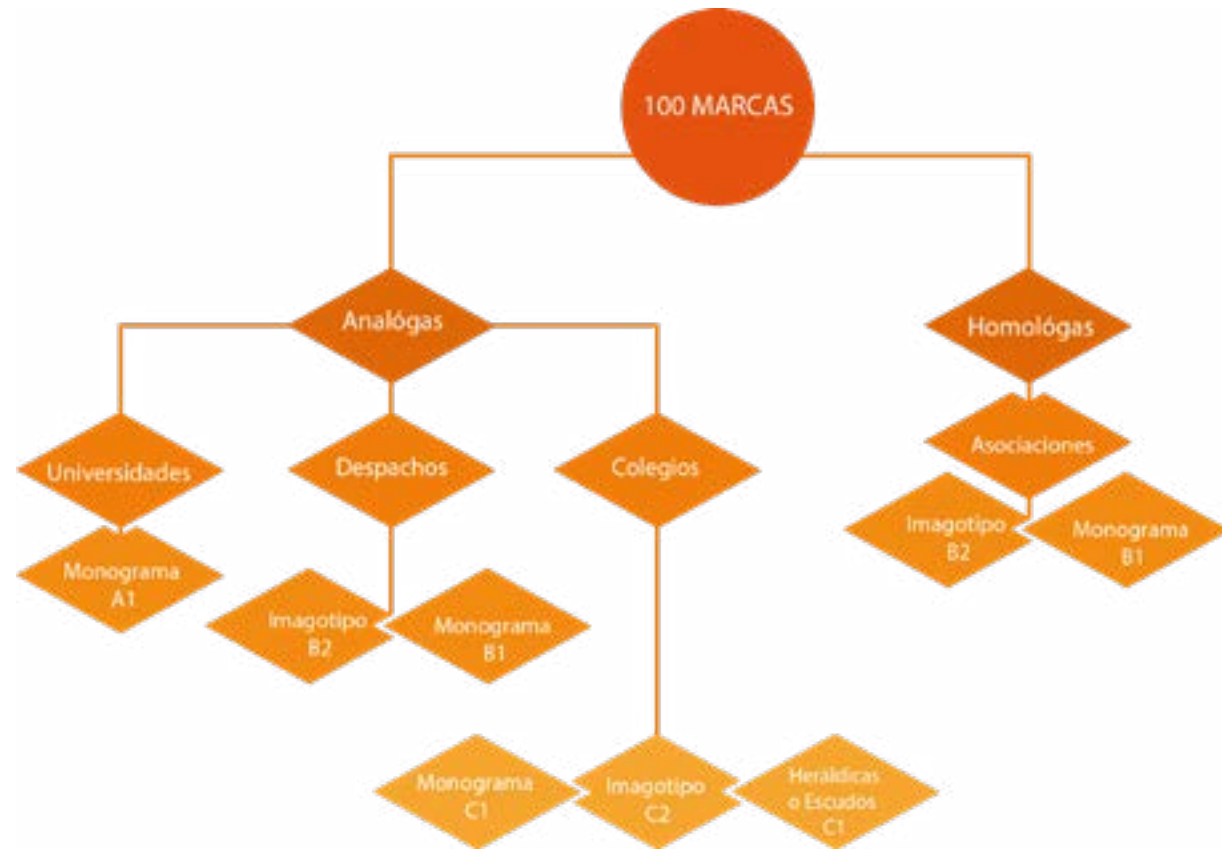 100 MARCAS
Analógas
Homológas
Universidades
Despachos
Colegios
Asociaciones
Monograma
A1
Imagotipo
B2
Monograma
B1
Imagotipo
B2
Monograma
B1
Monograma
C1
Imagotipo
C2
Heráldicas
o Escudos
C1